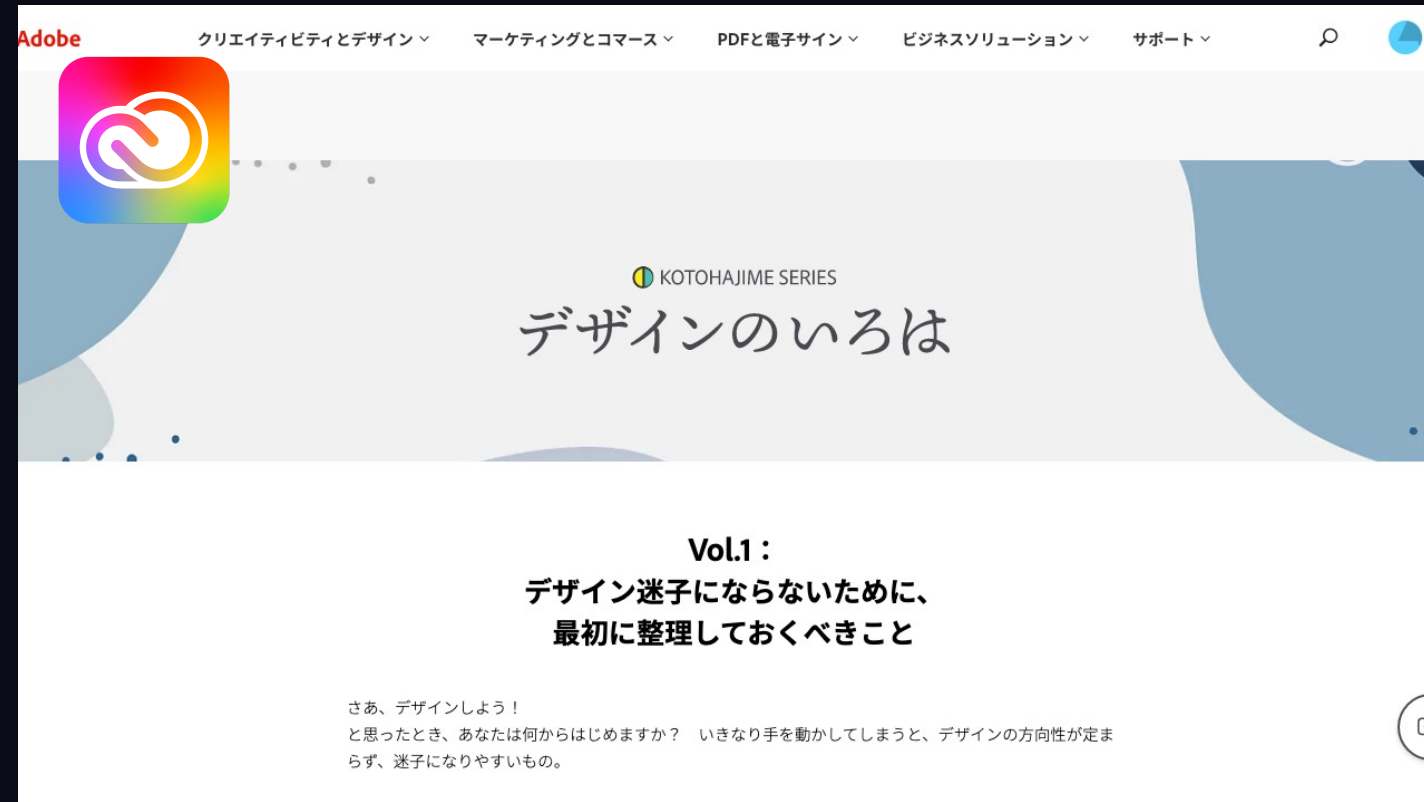 Adobe
クリエイティビティとデザイン
マーケティングとコマース
PDFと電子サイン
ビジネスソリューション
サポート
KOTOHAJIME SERIES
デザインのいろは
Vol.1：
デザイン迷子にならないために、
最初に整理しておくべきこと
さあ、デザインしよう！
と思ったとき、あなたは何からはじめますか？　いきなり手を動かしてしまうと、デザインの方向性が定ま
らず、迷子になりやすいもの。